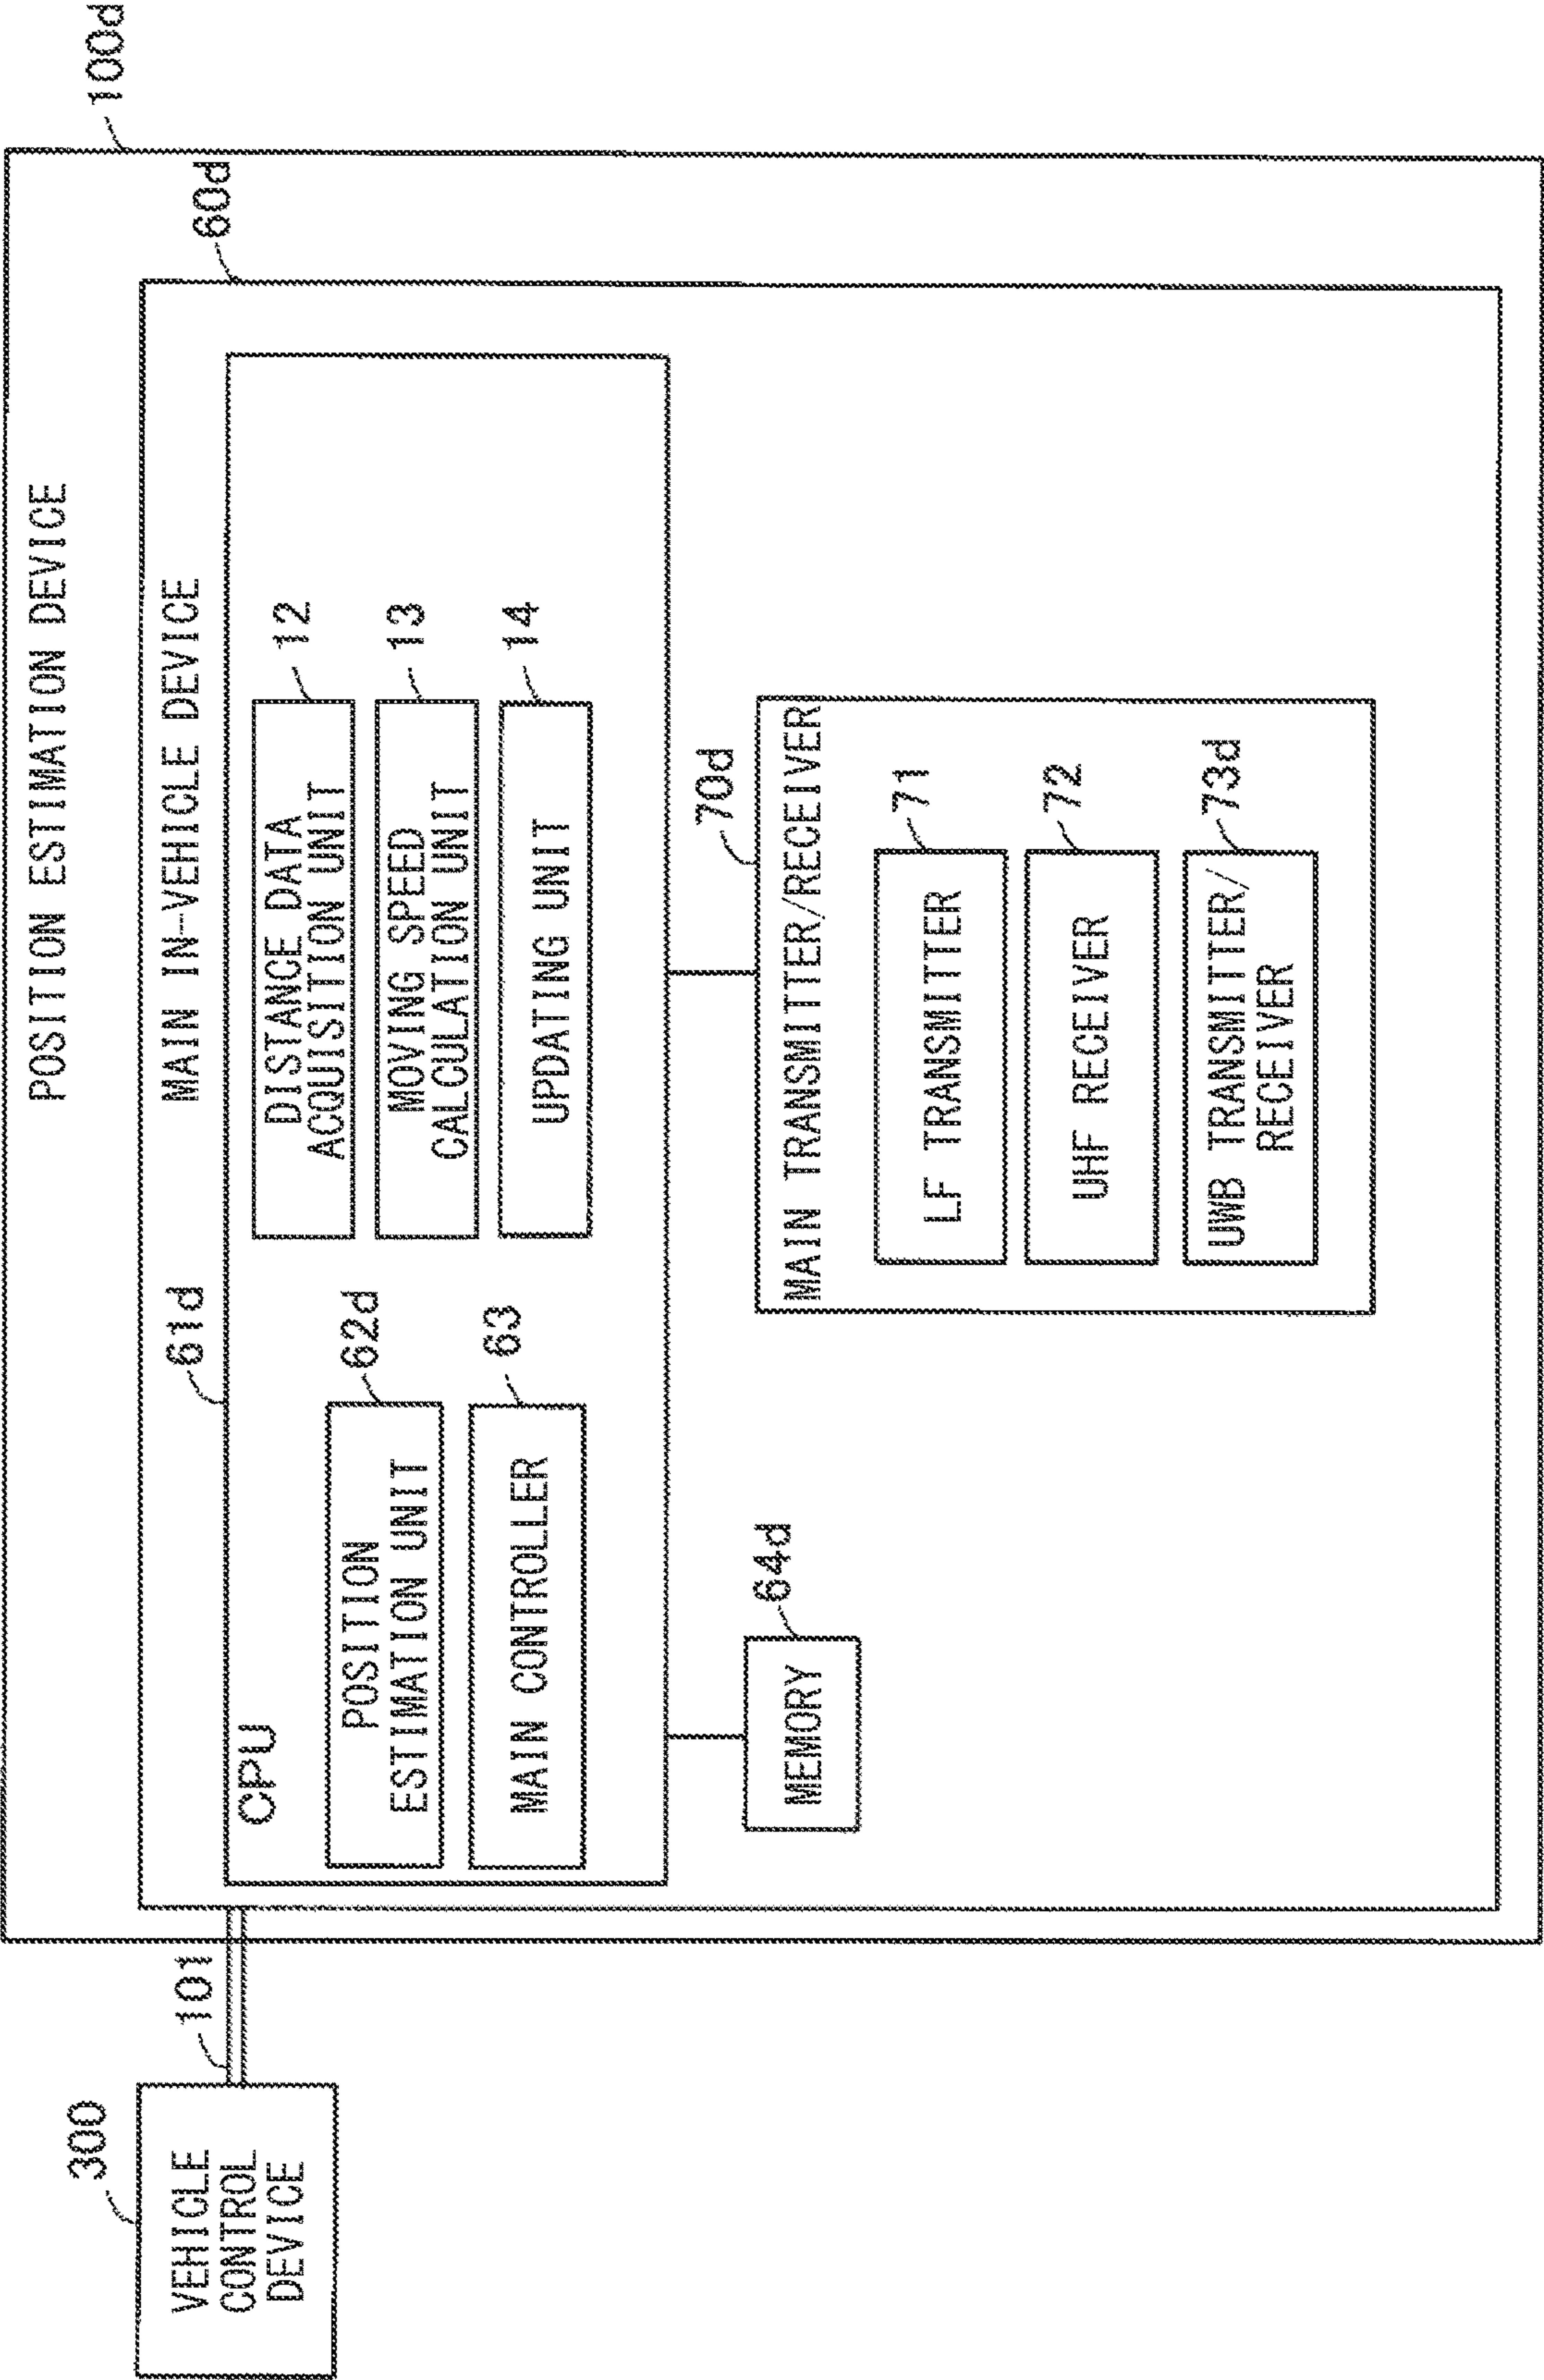 100d
POSITION ESTIMATION DEVICE
60d
MAIN IN-VEHICLE DEVICE
300
VEHICLE
CONTROL
DEVICE
101
61d
CPU
POSITION
ESTIMATION UNIT
62d
MAIN CONTROLLER
63
DISTANCE DATA
ACQUISITION UNIT
12
MOVING SPEED
CALCULATION UNIT
13
UPDATING UNIT
14
MEMORY
64d
MAIN TRANSMITTER/RECEIVER
70d
LF TRANSMITTER
71
UHF RECEIVER
72
UWB TRANSMITTER/
RECEIVER
73d